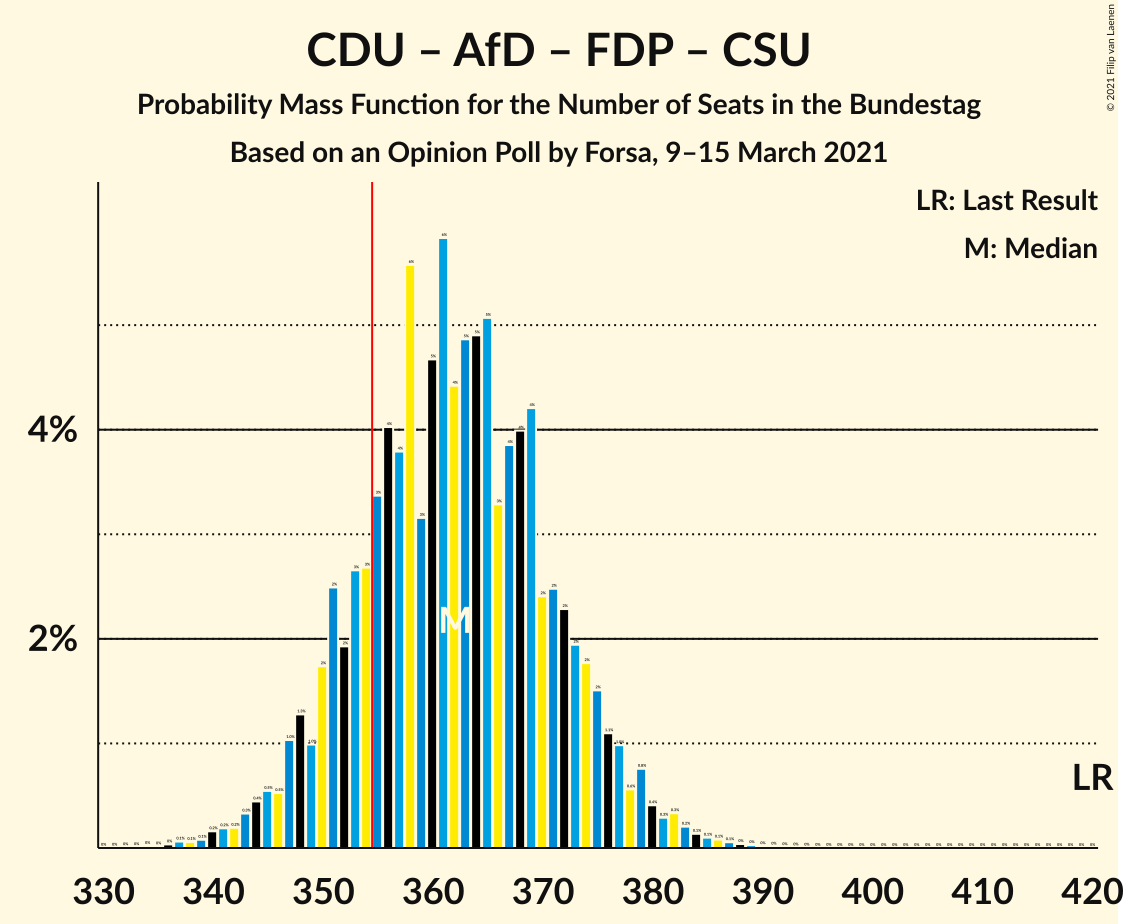 CDU – AfD – FDP – CSU
Probability Mass Function for the Number of Seats in the Bundestag
Based on an Opinion Poll by Forsa, 9–15 March 2021
© 2021 Filip van Laenen
LR: Last Result
M: Median
4%
2%
M
LR
330 340 350 360 370 380 390 400 410 420